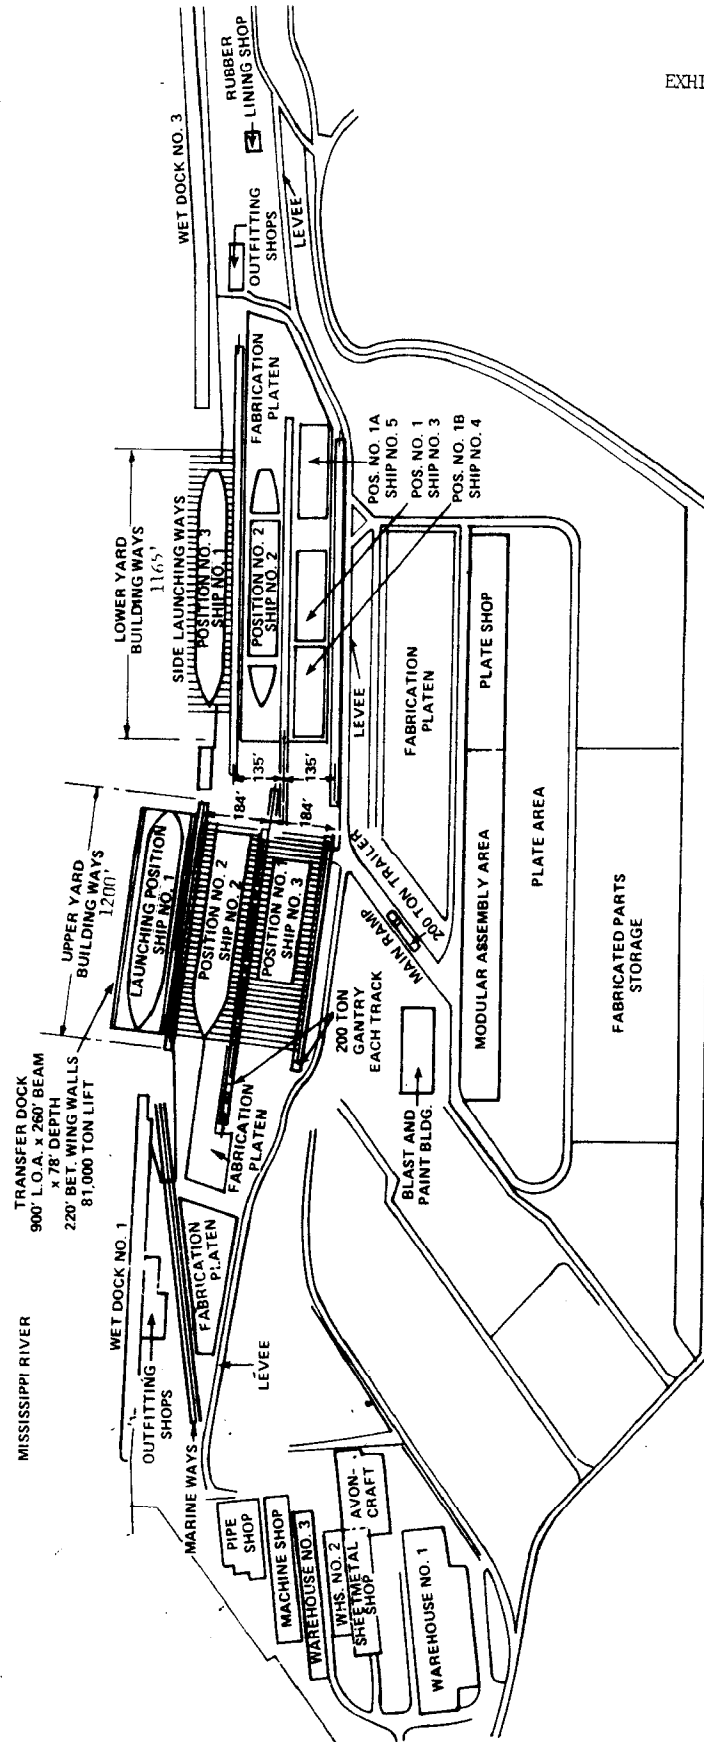 EXHI
MISSISSIPPI RIVER
TRANSFER DOCK
900' L.O.A. x 260' BEAM
x 78' DEPTH
220' BET. WING WALLS
81,000 TON LIFT
UPPER YARD
BUILDING WAYS
1200'
LOWER YARD
BUILDING WAYS
1165'
WET DOCK NO. 1
OUTFITTING
SHOPS
MARINE WAYS
FABRICATION
PLATEN
LEVEE
FABRICATION
PLATEN
LAUNCHING POSITION
SHIP NO. 1
POSITION NO. 2
SHIP NO. 2
POSITION NO. 1
SHIP NO. 3
184'
184'
135'
135'
200 TON
GANTRY
EACH TRACK
SIDE LAUNCHING WAYS
POSITION NO. 3
SHIP NO. 1
POSITION NO. 2
SHIP NO. 2
FABRICATION
PLATEN
WET DOCK NO. 3
OUTFITTING
SHOPS
RUBBER
LINING SHOP
LEVEE
POS. NO. 1A
SHIP NO. 5
POS. NO. 1
SHIP NO. 3
POS. NO. 1B
SHIP NO. 4
LEVEE
MAIN RAMP
200 TON TRAILER
FABRICATION
PLATEN
BLAST AND
PAINT BLDG.
MODULAR ASSEMBLY AREA
PLATE SHOP
PLATE AREA
FABRICATED PARTS
STORAGE
PIPE
SHOP
MACHINE SHOP
WAREHOUSE NO. 3
WHS. NO. 2
SHEETMETAL
SHOP
AVON-
CRAFT
WAREHOUSE NO. 1